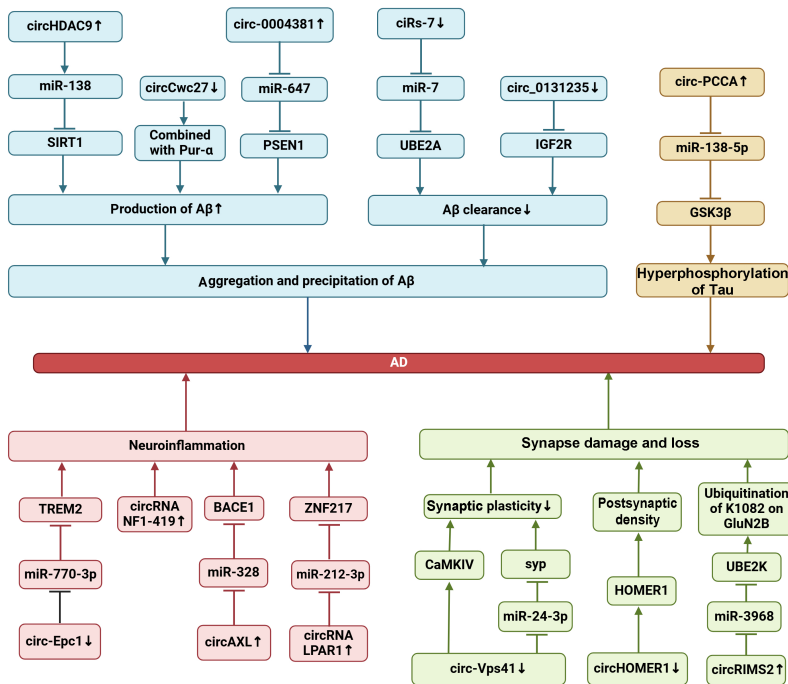 circHDAC9↑
circ-0004381↑
ciRs-7↓
miR-138
circCwc27↓
miR-647
miR-7
circ_0131235↓
circ-PCCA↑
SIRT1
Combined
with Pur-α
PSEN1
UBE2A
IGF2R
miR-138-5p
Production of Aβ↑
Aβ clearance↓
GSK3β
Aggregation and precipitation of Aβ
Hyperphosphorylation
of Tau
AD
Neuroinflammation
Synapse damage and loss
TREM2
circRNA
NF1-419↑
BACE1
ZNF217
Synaptic plasticity↓
Postsynaptic
density
Ubiquitination
of K1082 on
GluN2B
miR-770-3p
miR-328
miR-212-3p
CaMKIV
syp
HOMER1
UBE2K
miR-24-3p
miR-3968
circ-Epc1↓
circAXL↑
circRNA
LPAR1↑
circ-Vps41↓
circHOMER1↓
circRIMS2↑